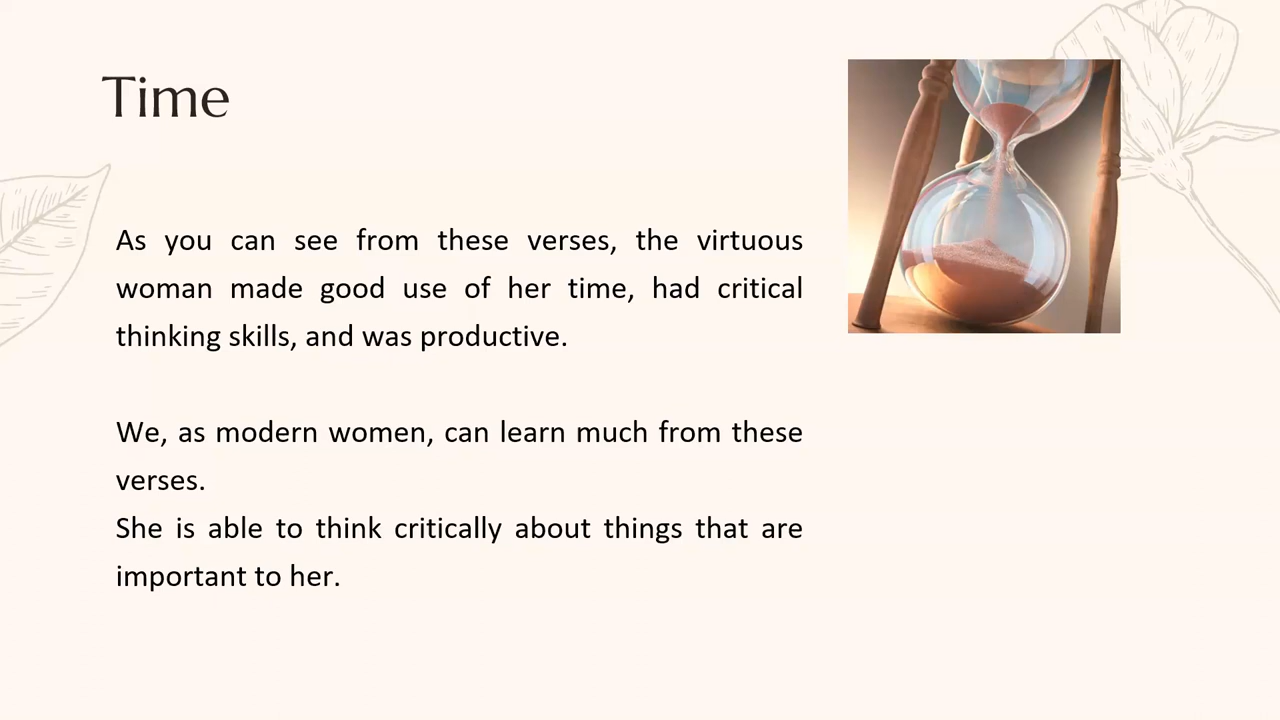 Time
As you can see from these verses, the virtuous
woman made good use of her time, had critical
thinking skills, and was productive.
We, as modern women, can learn much from these
verses.
She is able to think critically about things that are
important to her.